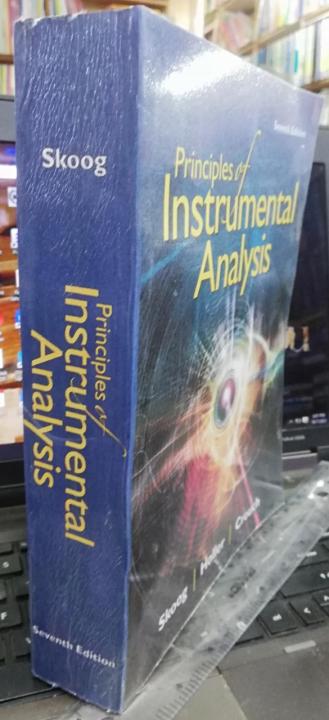 Skoog
Principles of
Instrumental
Analysis
Seventh Edition
Seventh Edition
Principles of
Instrumental
Analysis
Skoog | Holler | Crouch